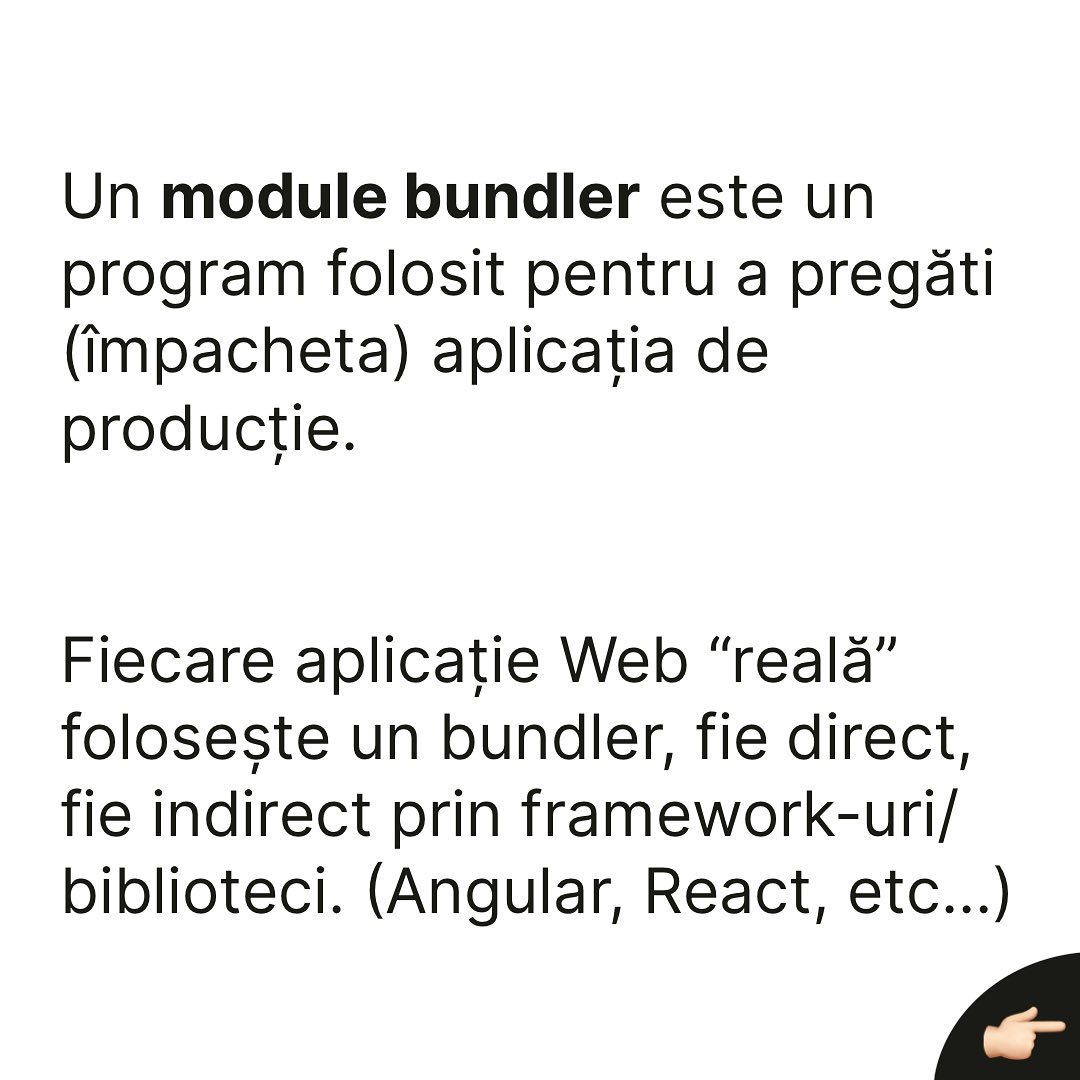 Un module bundler este un
program folosit pentru a pregăti
(împacheta) aplicația de
producție.
Fiecare aplicație Web “reală”
folosește un bundler, fie direct,
fie indirect prin framework-uri/
biblioteci. (Angular, React, etc...)